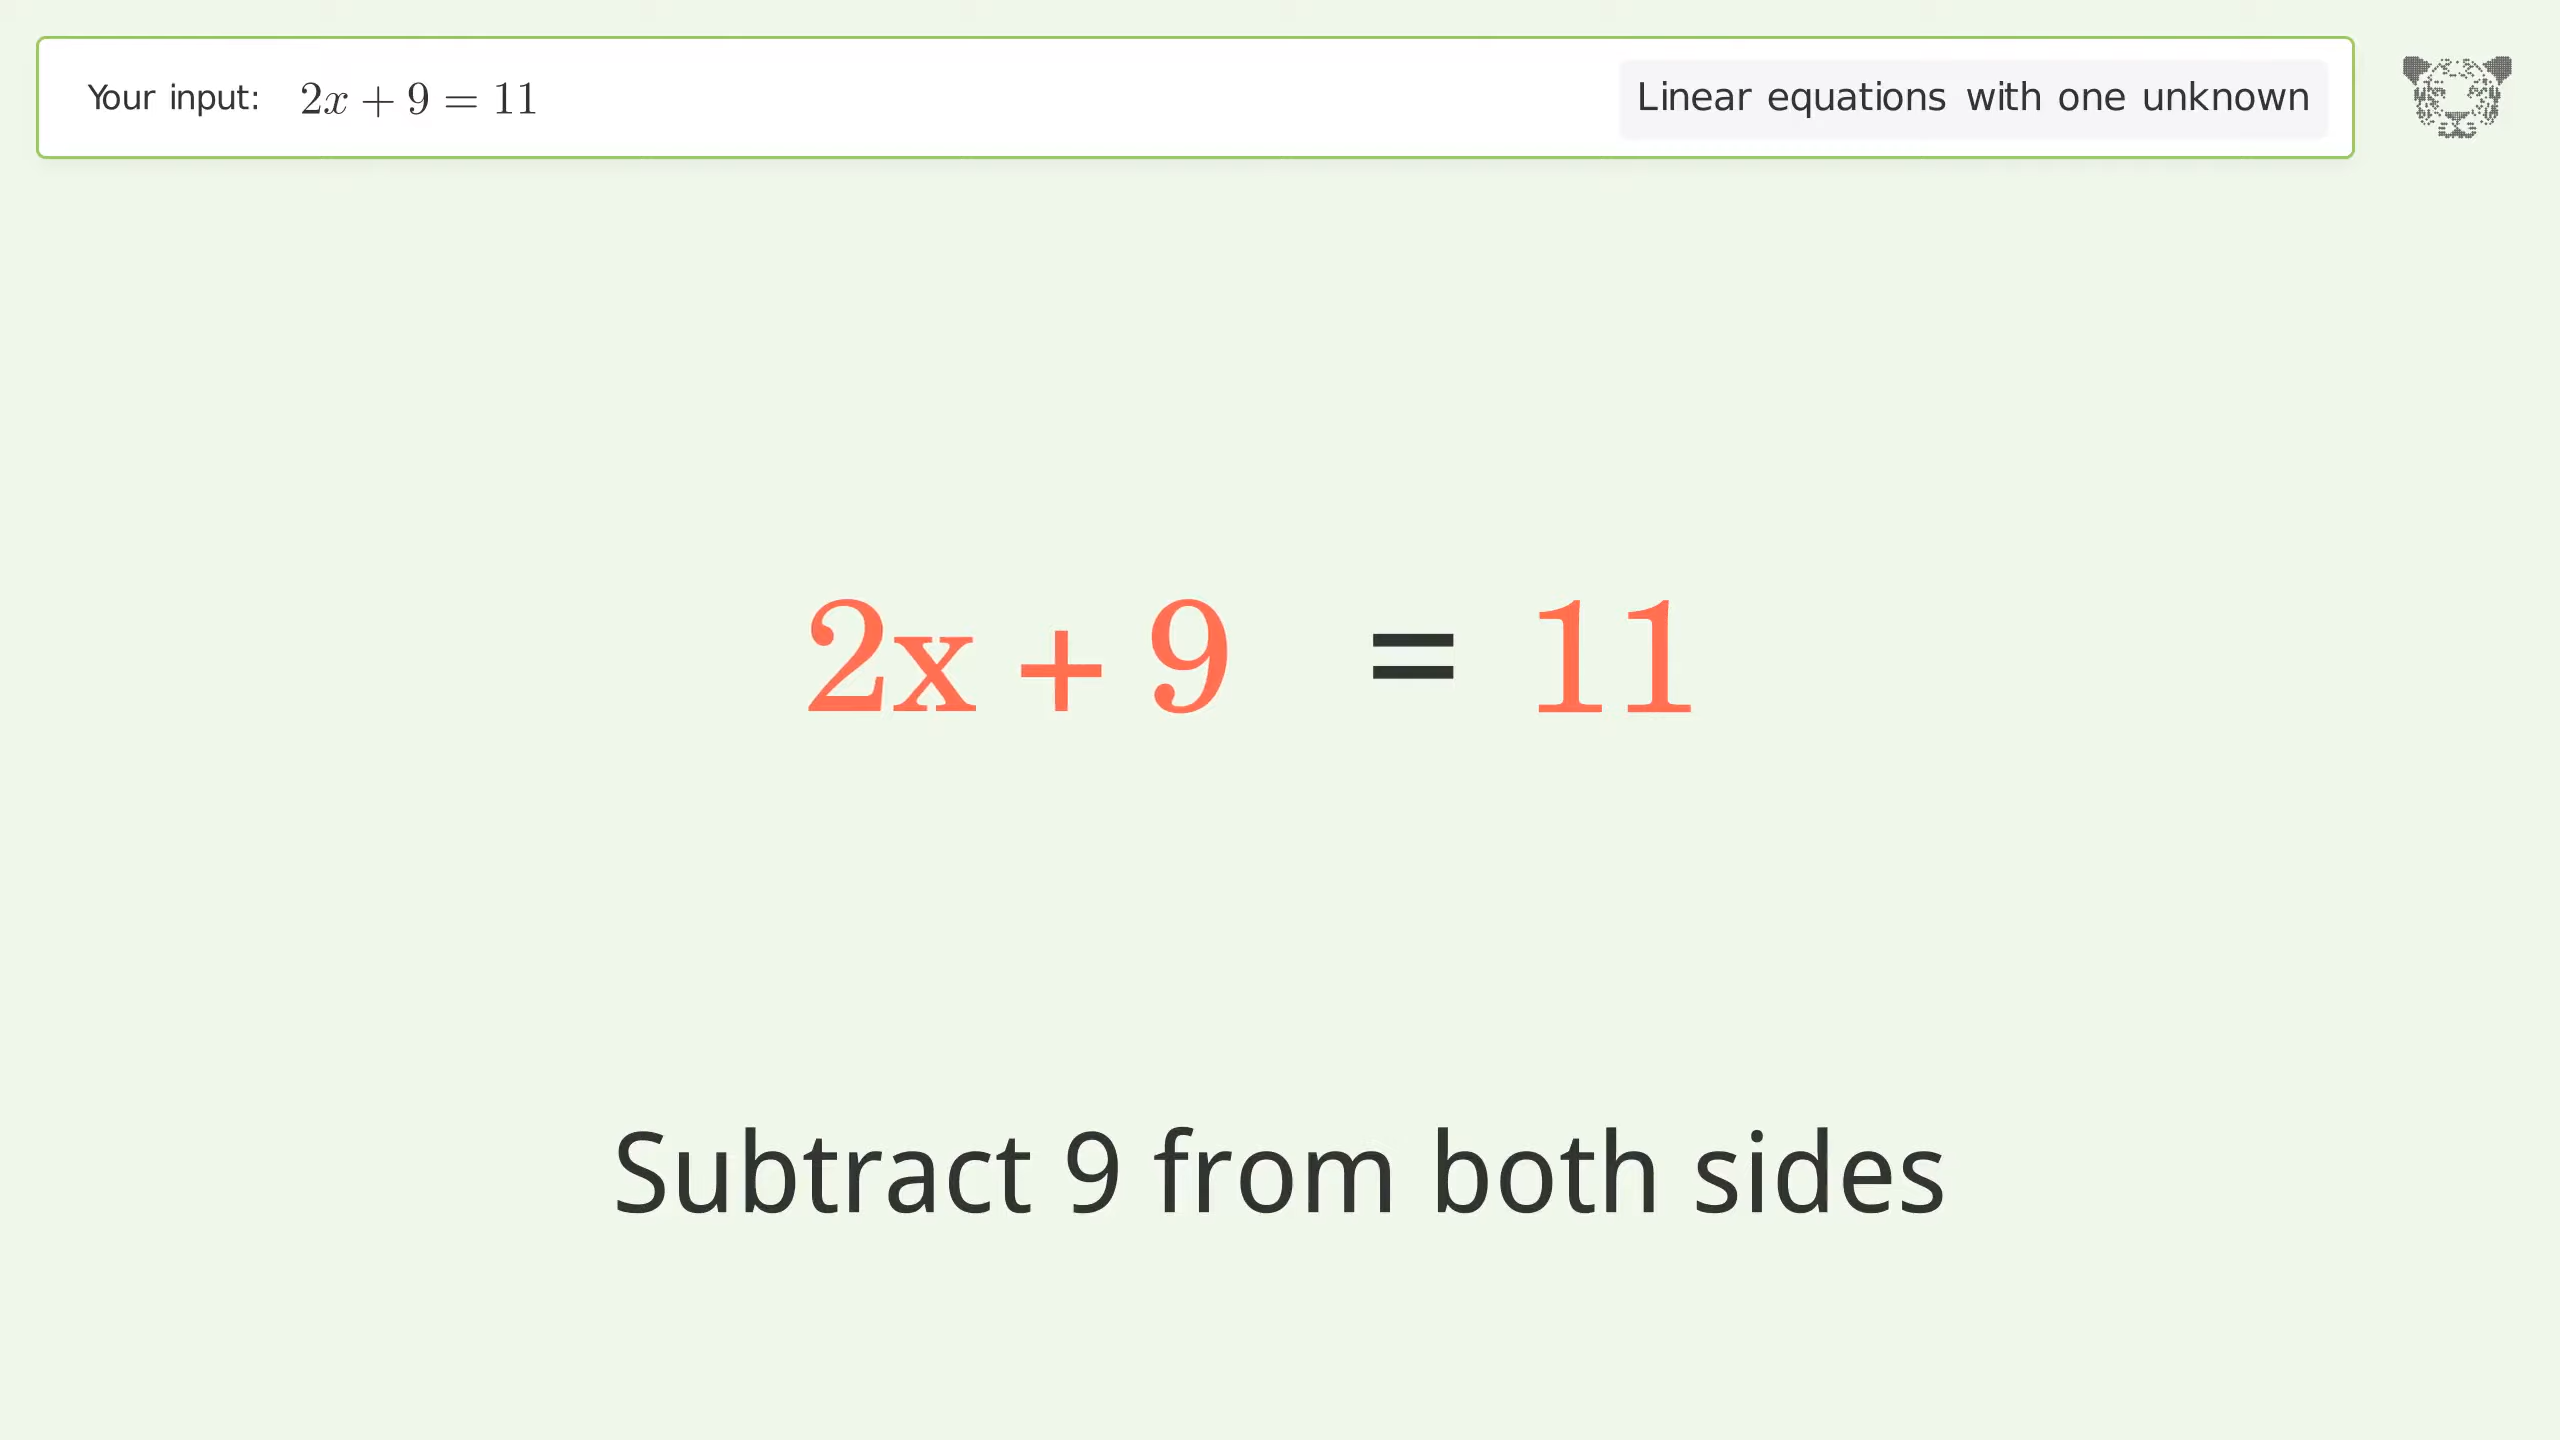 Your input: 2x + 9 = 11 Linear equations with one unknown
2x + 9 = 11
Subtract 9 from both sides